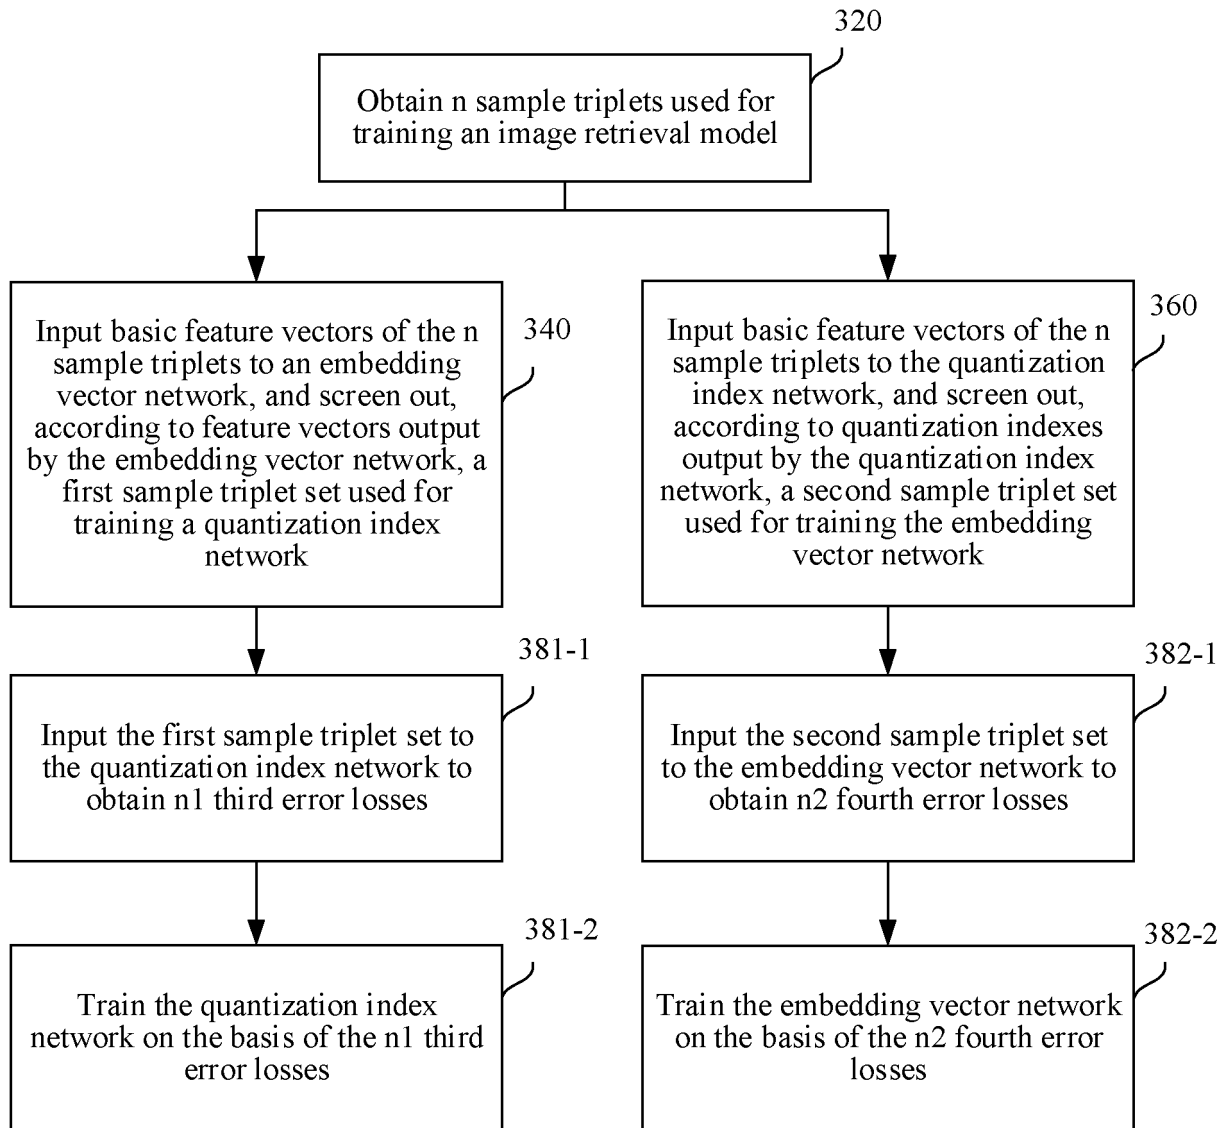 320
Obtain n sample triplets used for
training an image retrieval model
340
Input basic feature vectors of the n
sample triplets to an embedding
vector network, and screen out,
according to feature vectors output
by the embedding vector network, a
first sample triplet set used for
training a quantization index
network
360
Input basic feature vectors of the n
sample triplets to the quantization
index network, and screen out,
according to quantization indexes
output by the quantization index
network, a second sample triplet set
used for training the embedding
vector network
381-1
Input the first sample triplet set to
the quantization index network to
obtain n1 third error losses
382-1
Input the second sample triplet set
to the embedding vector network to
obtain n2 fourth error losses
381-2
Train the quantization index
network on the basis of the n1 third
error losses
382-2
Train the embedding vector network
on the basis of the n2 fourth error
losses